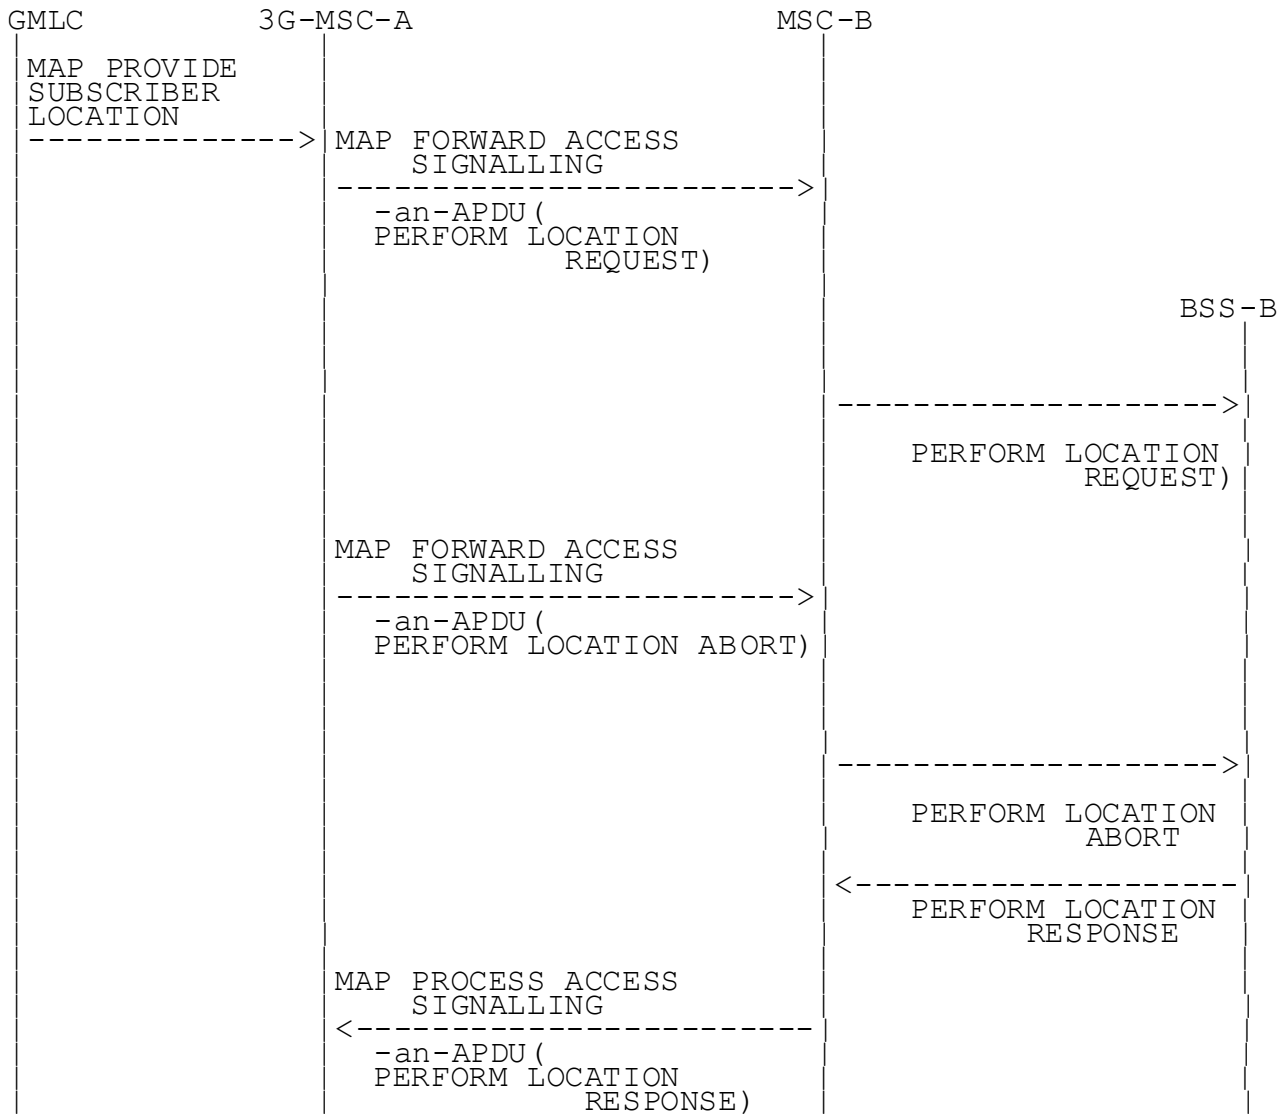 GMLC 3G-MSC-A MSC-B
MAP PROVIDE
SUBSCRIBER
LOCATION
-------------->|MAP FORWARD ACCESS
SIGNALLING
------------------------>|
-an-APDU(
PERFORM LOCATION
REQUEST)
BSS-B
-------------------->|
PERFORM LOCATION
REQUEST)
MAP FORWARD ACCESS
SIGNALLING
------------------------>|
-an-APDU(
PERFORM LOCATION ABORT)
-------------------->|
PERFORM LOCATION
ABORT
<--------------------|
PERFORM LOCATION
RESPONSE
MAP PROCESS ACCESS
SIGNALLING
<------------------------|
-an-APDU(
PERFORM LOCATION
RESPONSE)